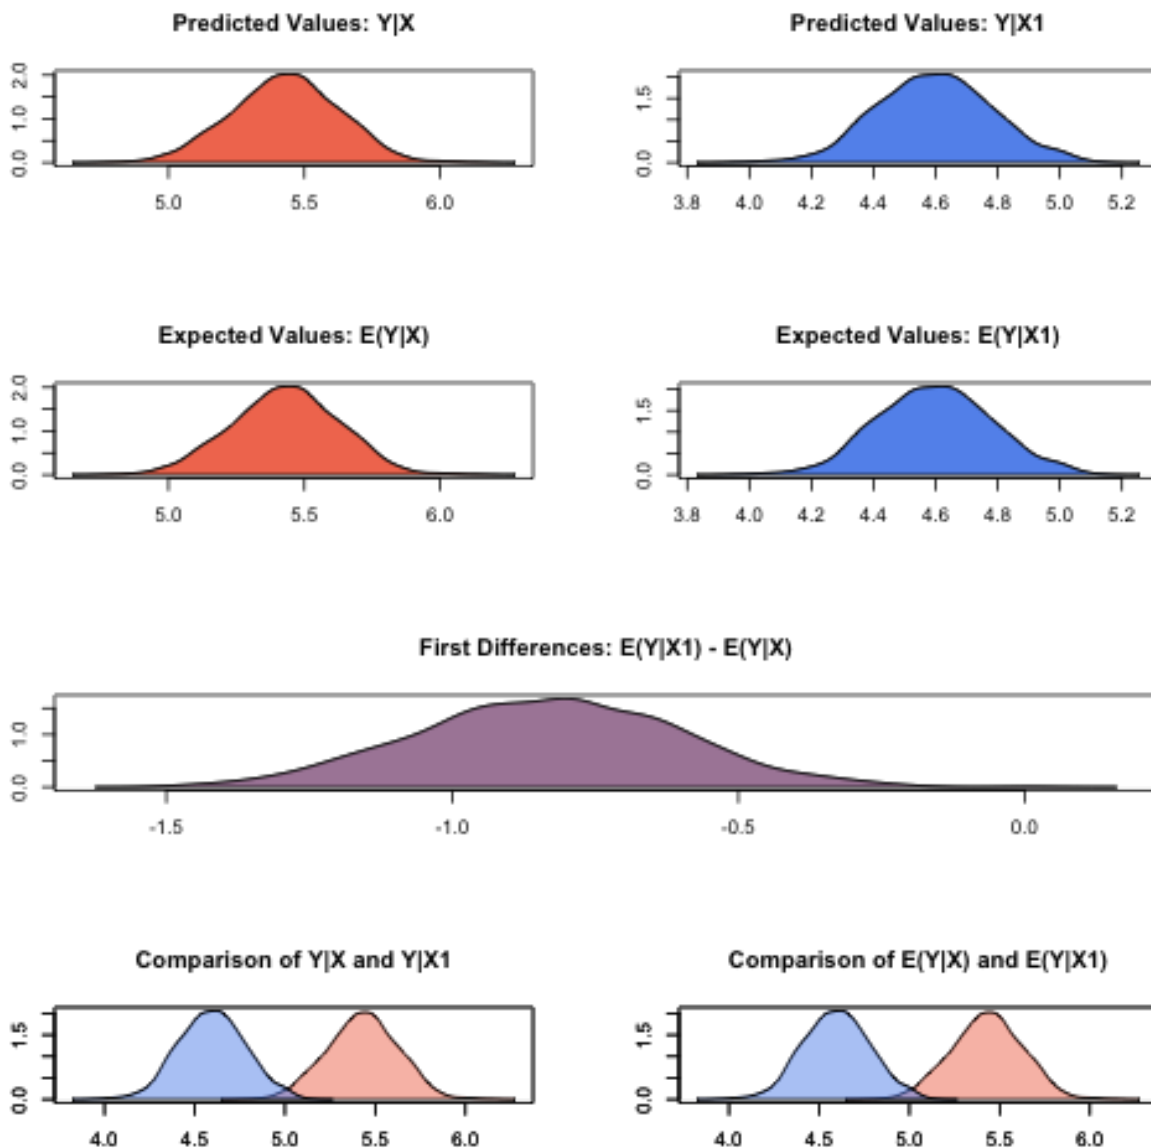 Predicted Values: Y|X
Predicted Values: Y|X1
0.0 1.0 2.0
5.0 5.5 6.0
0.0 1.5
3.8 4.0 4.2 4.4 4.6 4.8 5.0 5.2
Expected Values: E(Y|X)
Expected Values: E(Y|X1)
0.0 1.0 2.0
5.0 5.5 6.0
0.0 1.5
3.8 4.0 4.2 4.4 4.6 4.8 5.0 5.2
First Differences: E(Y|X1) - E(Y|X)
0.0 1.0
-1.5 -1.0 -0.5 0.0
Comparison of Y|X and Y|X1
Comparison of E(Y|X) and E(Y|X1)
0.0 1.5
4.0 4.5 5.0 5.5 6.0
0.0 1.5
4.0 4.5 5.0 5.5 6.0